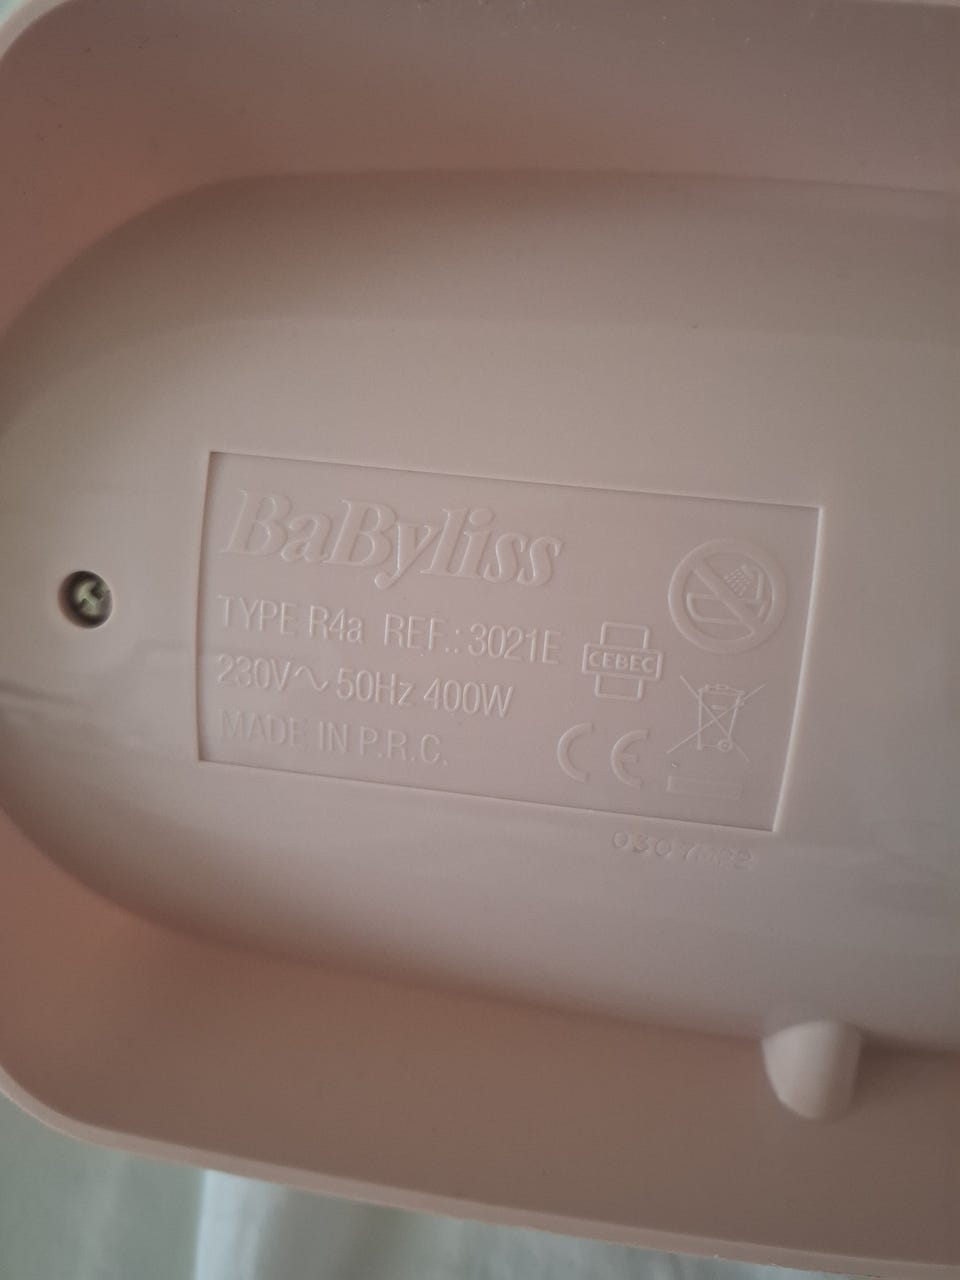 BaByliss
TYPE R4a REF.: 3021E
230V~ 50Hz 400W
MADE IN P.R.C.
CEBEC
CE